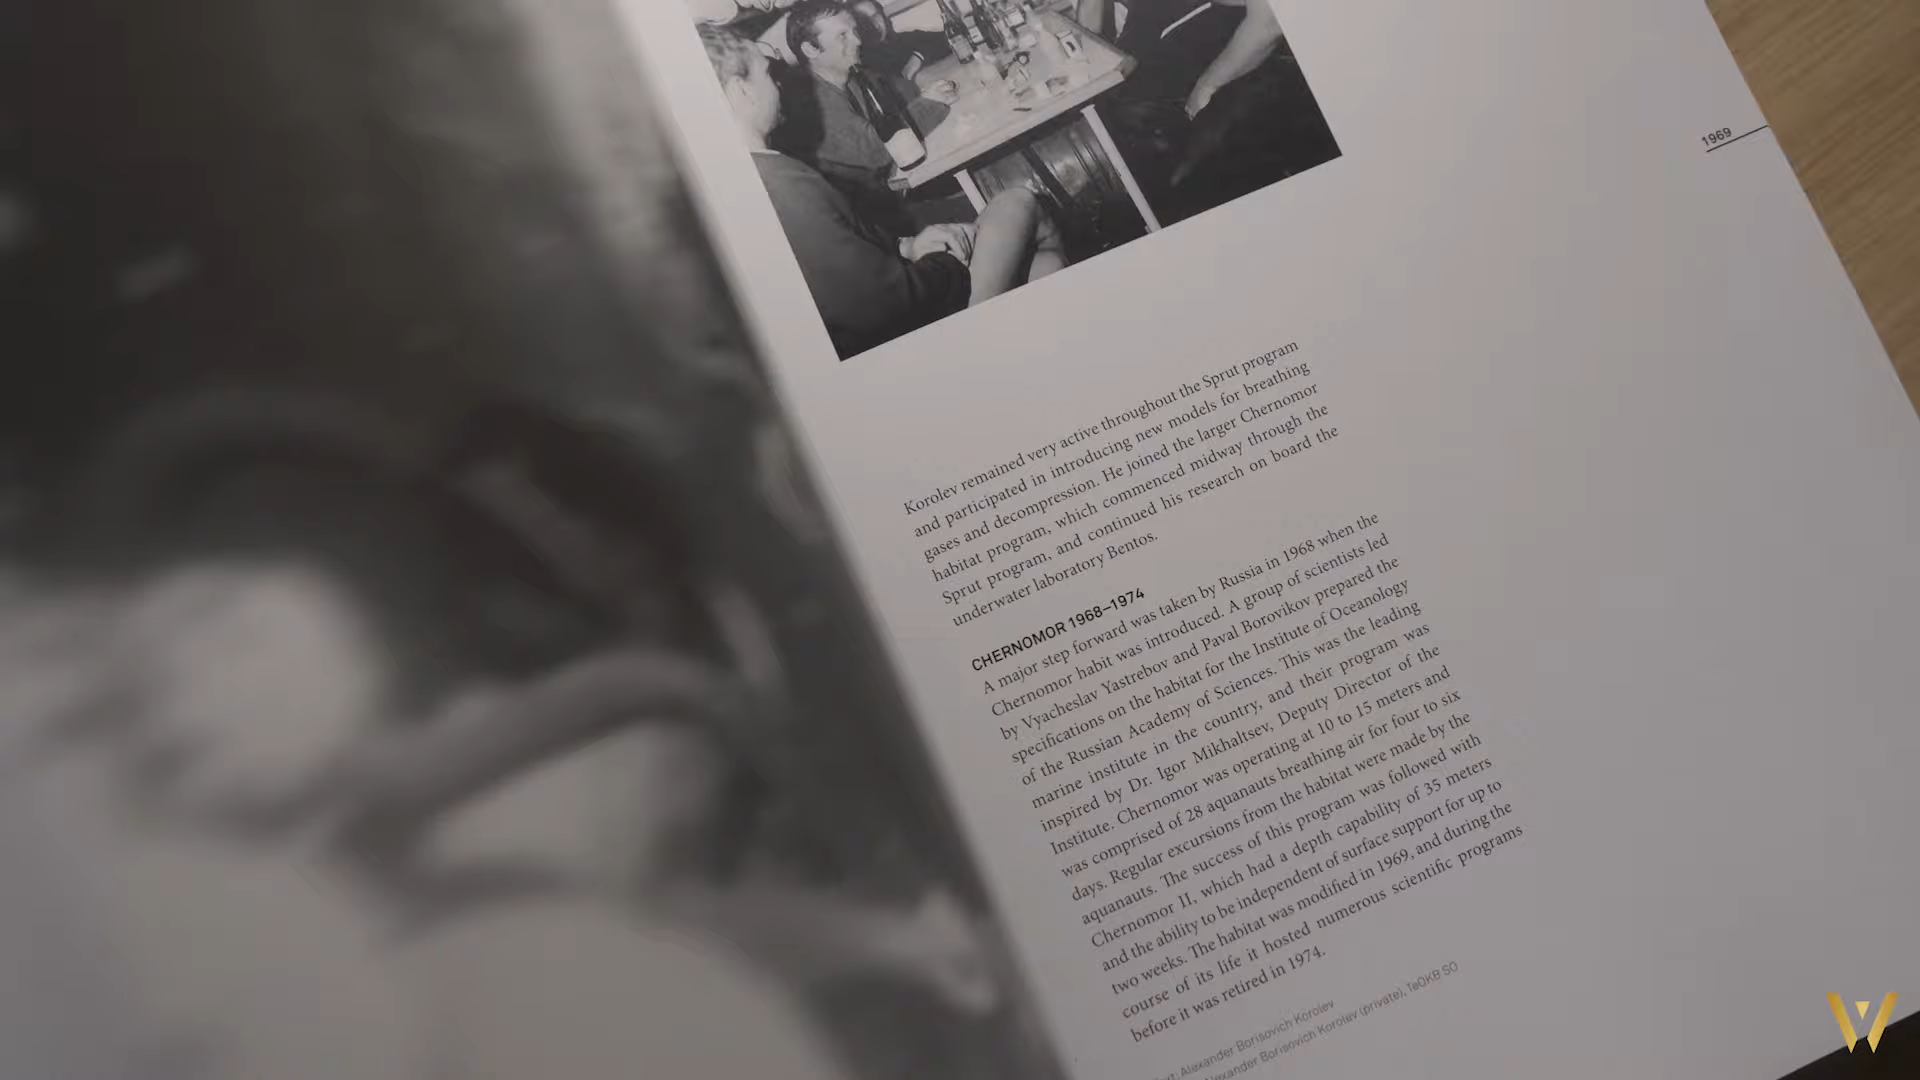 1969
Korolev remained very active throughout the Sprut program
and participated in introducing new models for breathing
gases and decompression. He joined the larger Chernomor
habitat program, which commenced midway through the
Sprut program, and continued his research on board the
underwater laboratory Bentos.
CHERNOMOR 1968–1974
A major step forward was taken by Russia in 1968 when the
Chernomor habit was introduced. A group of scientists led
by Vyacheslav Yastrebov and Paval Borovikov prepared the
specifications on the habitat for the Institute of Oceanology
of the Russian Academy of Sciences. This was the leading
marine institute in the country, and their program was
inspired by Dr. Igor Mikhaltsev, Deputy Director of the
Institute. Chernomor was operating at 10 to 15 meters and
was comprised of 28 aquanauts breathing air for four to six
days. Regular excursions from the habitat were made by the
aquanauts. The success of this program was followed with
Chernomor II, which had a depth capability of 35 meters
and the ability to be independent of surface support for up to
two weeks. The habitat was modified in 1969, and during the
course of its life it hosted numerous scientific programs
before it was retired in 1974.
Alexander Borisovich Korolev
Alexander Borisovich Korolev (private), TeOKB SO
W